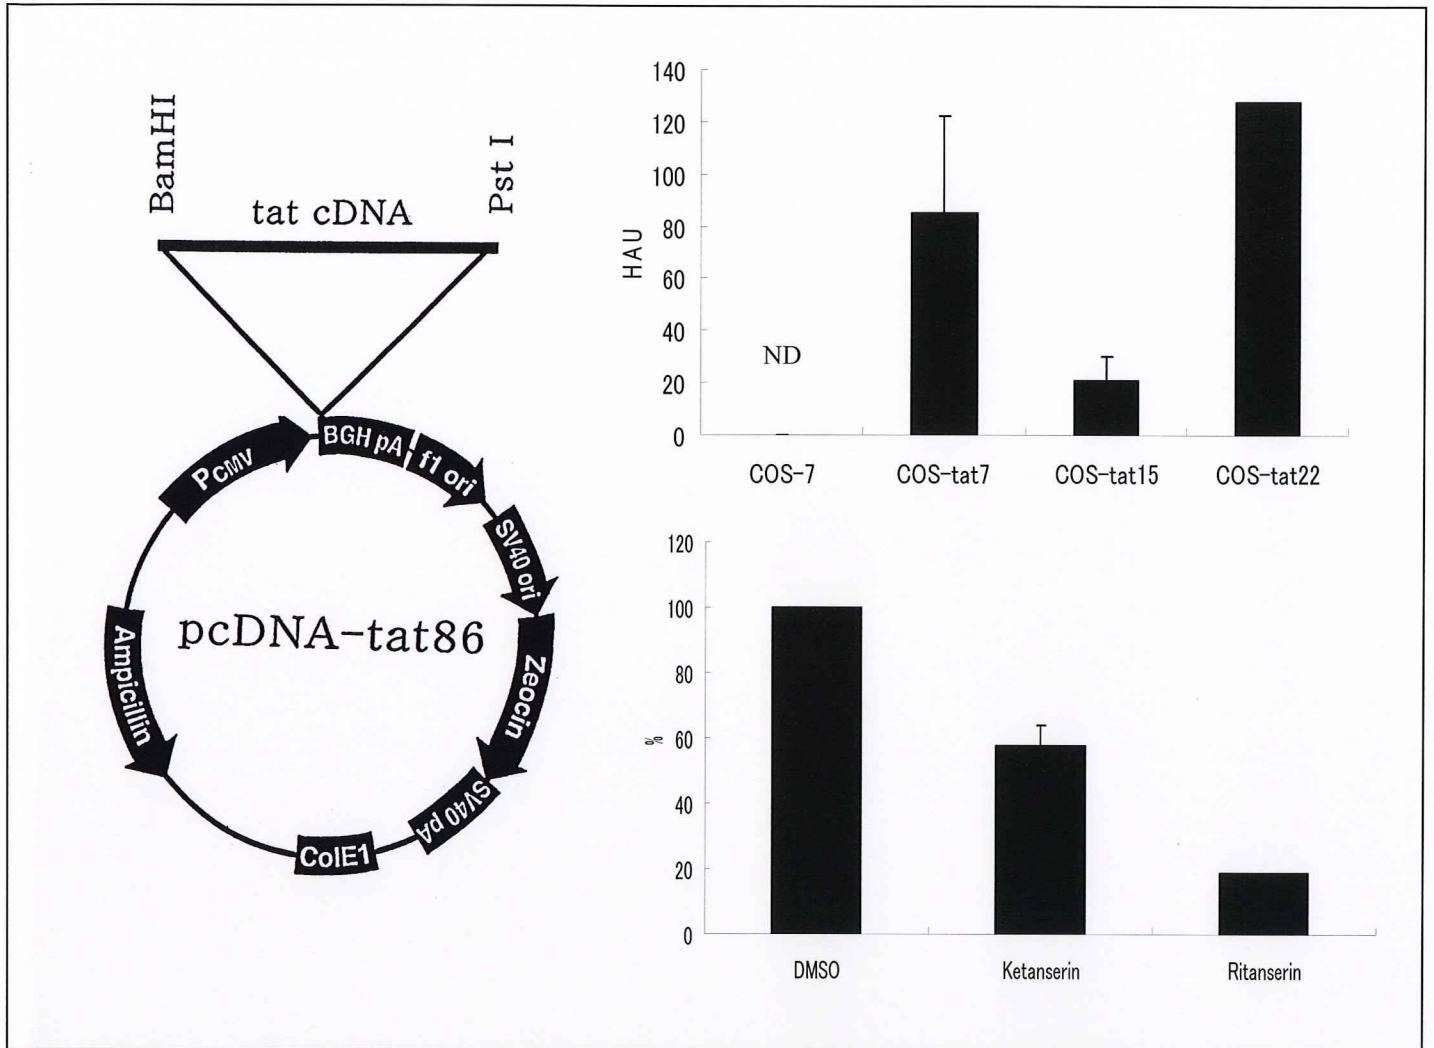 BamHI
Pst I
tat cDNA
PCMV
BGH pA
f1 ori
SV40 ori
Zeocin
SV40 pA
ColE1
Ampicillin
pcDNA-tat86
140
120
100
80
60
40
20
0
HAU
ND
COS-7
COS-tat7
COS-tat15
COS-tat22
120
100
80
60
40
20
0
%
DMSO
Ketanserin
Ritanserin